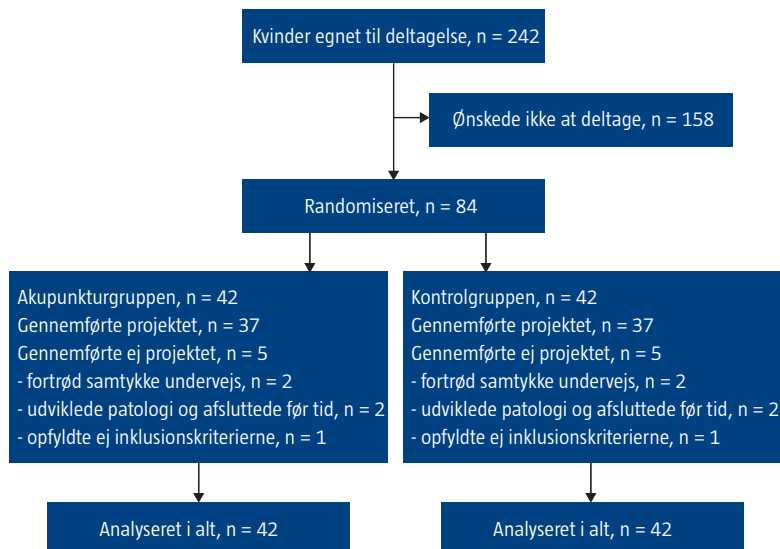 Kvinder egnet til deltagelse, n = 242
Ønskede ikke at deltage, n = 158
Randomiseret, n = 84
Akupunkturgruppen, n = 42
Gennemførte projektet, n = 37
Gennemførte ej projektet, n = 5
- fortrød samtykke undervejs, n = 2
- udviklede patologi og afsluttede før tid, n = 2
- opfyldte ej inklusionskriterierne, n = 1
Kontrolgruppen, n = 42
Gennemførte projektet, n = 37
Gennemførte ej projektet, n = 5
- fortrød samtykke undervejs, n = 2
- udviklede patologi og afsluttede før tid, n = 2
- opfyldte ej inklusionskriterierne, n = 1
Analyseret i alt, n = 42
Analyseret i alt, n = 42